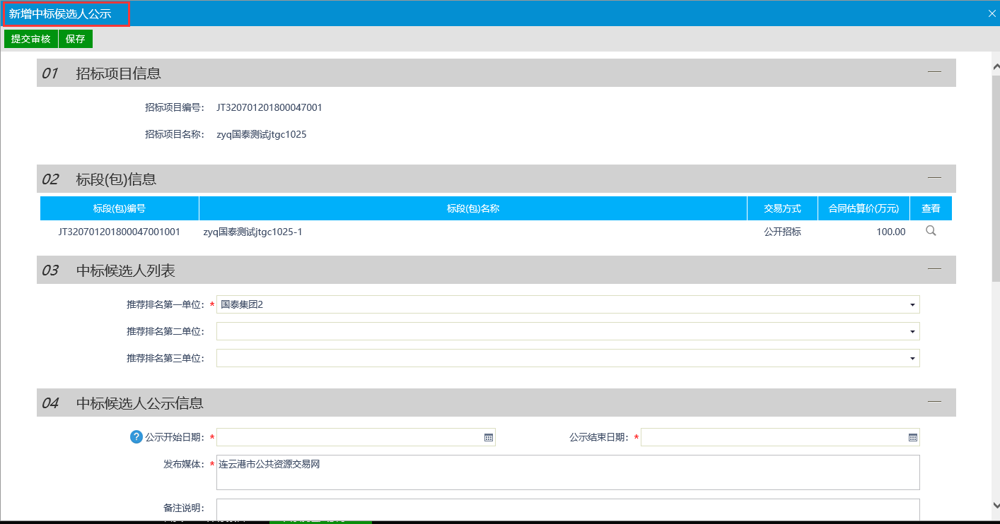 新增中标候选人公示
提交审核 保存
01 招标项目信息
招标项目编号： JT320701201800047001
招标项目名称： zyq国泰测试jtgc1025
02 标段(包)信息
标段(包)编号 标段(包)名称 交易方式 合同估算价(万元) 查看
JT320701201800047001001 zyq国泰测试jtgc1025-1 公开招标 100.00
03 中标候选人列表
推荐排名第一单位： * 国泰集团2
推荐排名第二单位：
推荐排名第三单位：
04 中标候选人公示信息
? 公示开始日期： * 公示结束日期： *
发布媒体： * 连云港市公共资源交易网
备注说明：